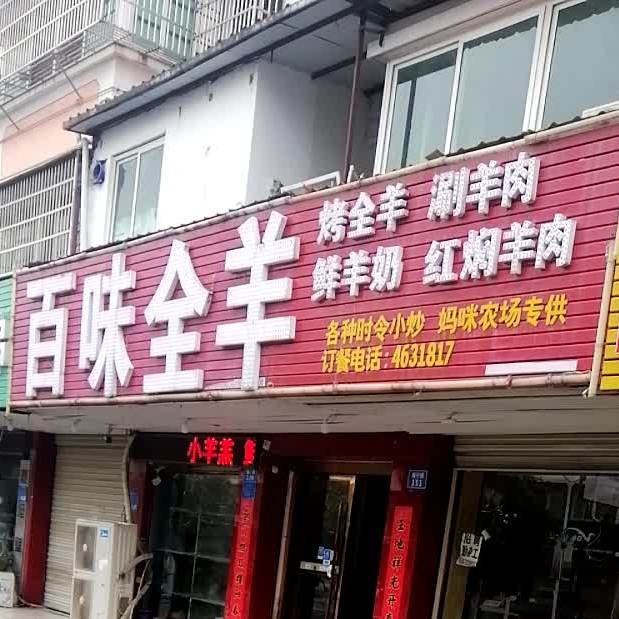 百味全羊
烤全羊 涮羊肉
鲜羊奶 红焖羊肉
各种时令小炒 妈咪农场专供
订餐电话:4631817
小羊羔